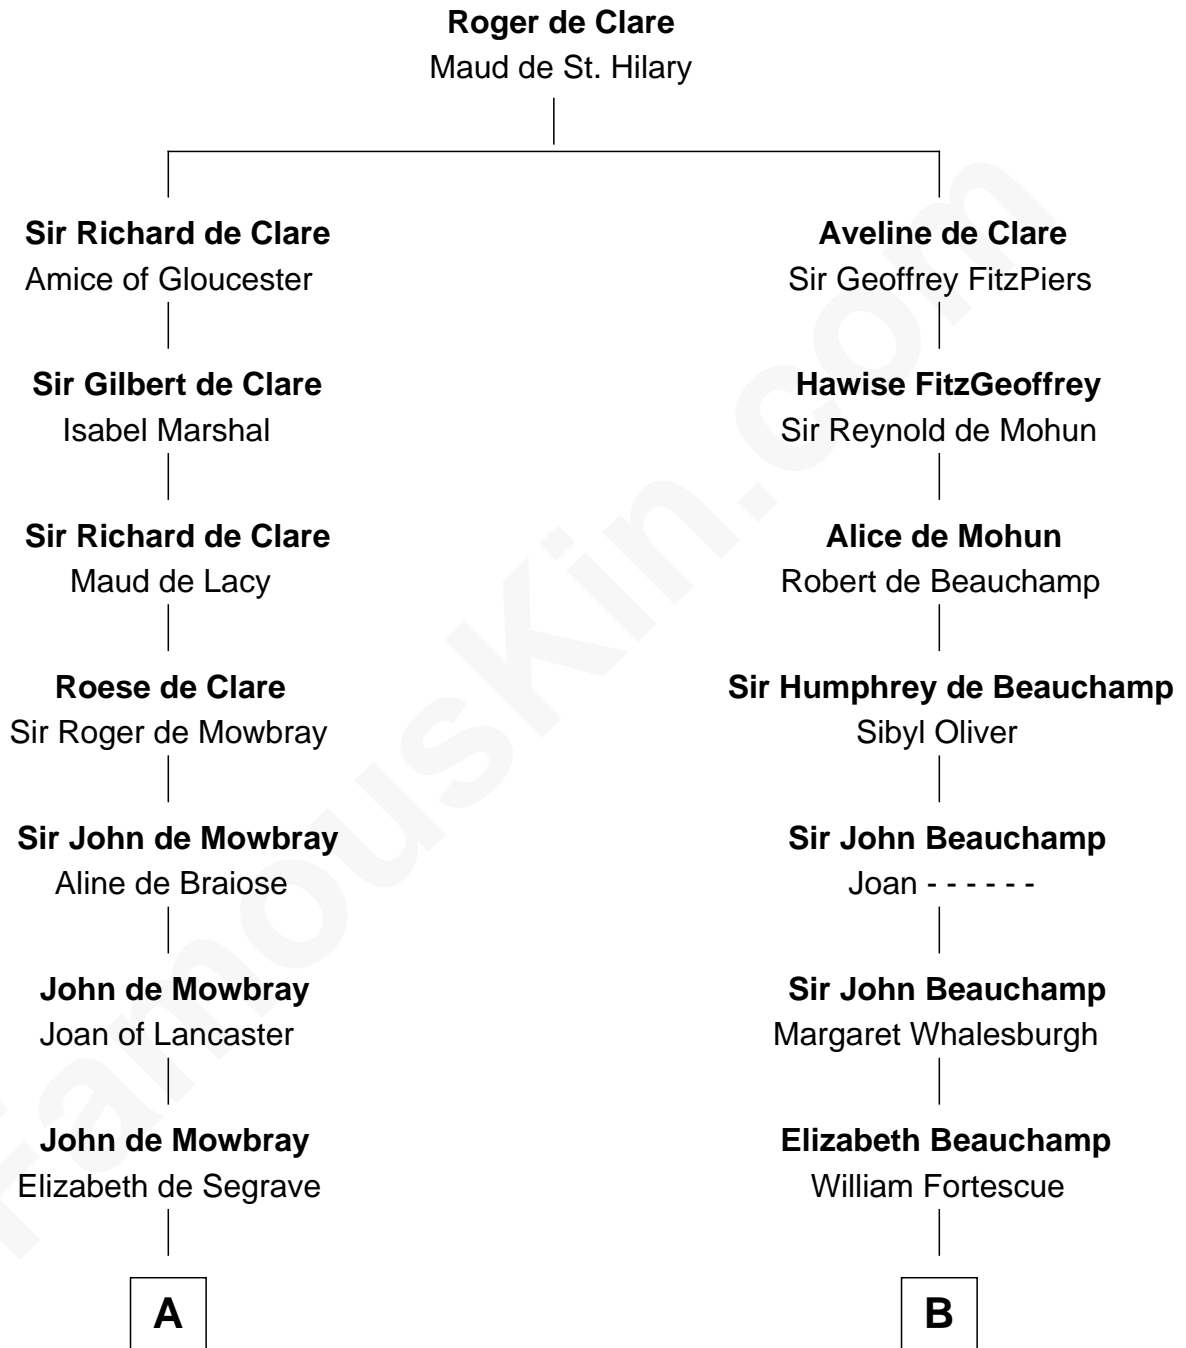 Roger de Clare
Maud de St. Hilary
Sir Richard de Clare
Amice of Gloucester
Sir Gilbert de Clare
Isabel Marshal
Sir Richard de Clare
Maud de Lacy
Roese de Clare
Sir Roger de Mowbray
Sir John de Mowbray
Aline de Braiose
John de Mowbray
Joan of Lancaster
John de Mowbray
Elizabeth de Segrave
A
Aveline de Clare
Sir Geoffrey FitzPiers
Hawise FitzGeoffrey
Sir Reynold de Mohun
Alice de Mohun
Robert de Beauchamp
Sir Humphrey de Beauchamp
Sibyl Oliver
Sir John Beauchamp
Joan - - - - - -
Sir John Beauchamp
Margaret Whalesburgh
Elizabeth Beauchamp
William Fortescue
B
FamousKin.com